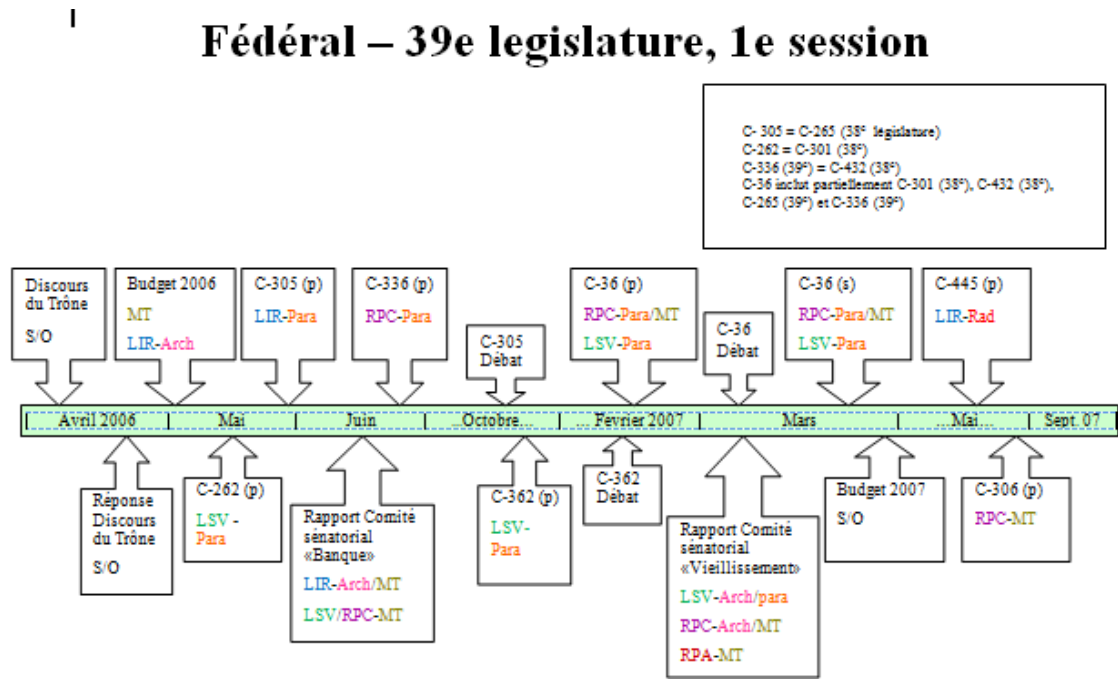 Fédéral – 39e legislature, 1e session
C- 305 = C-265 (38e legislature)
C-262 = C-301 (38e)
C-336 (39e) = C-432 (38e)
C-36 inclut partiellement C-301 (38e), C-432 (38e),
C-265 (39e) et C-336 (39e)
Discours
du Trône
S/O
Budget 2006
MT
LIR-Arch
C-305 (p)
LIR-Para
C-336 (p)
RPC-Para
C-305
Débat
C-36 (p)
RPC-Para/MT
LSV-Para
C-36
Débat
C-36 (s)
RPC-Para/MT
LSV-Para
C-445 (p)
LIR-Rad
Avril 2006
Mai
Juin
...Octobre...
... Fevrier 2007
Mars
...Mai...
Sept. 07
Réponse
Discours
du Trône
S/O
C-262 (p)
LSV -
Para
Rapport Comité
sénatorial
«Banque»
LIR-Arch/MT
LSV/RPC-MT
C-362 (p)
LSV-
Para
C-362
Débat
Rapport Comité
sénatorial
«Vieillissement»
LSV-Arch/para
RPC-Arch/MT
RPA-MT
Budget 2007
S/O
C-306 (p)
RPC-MT